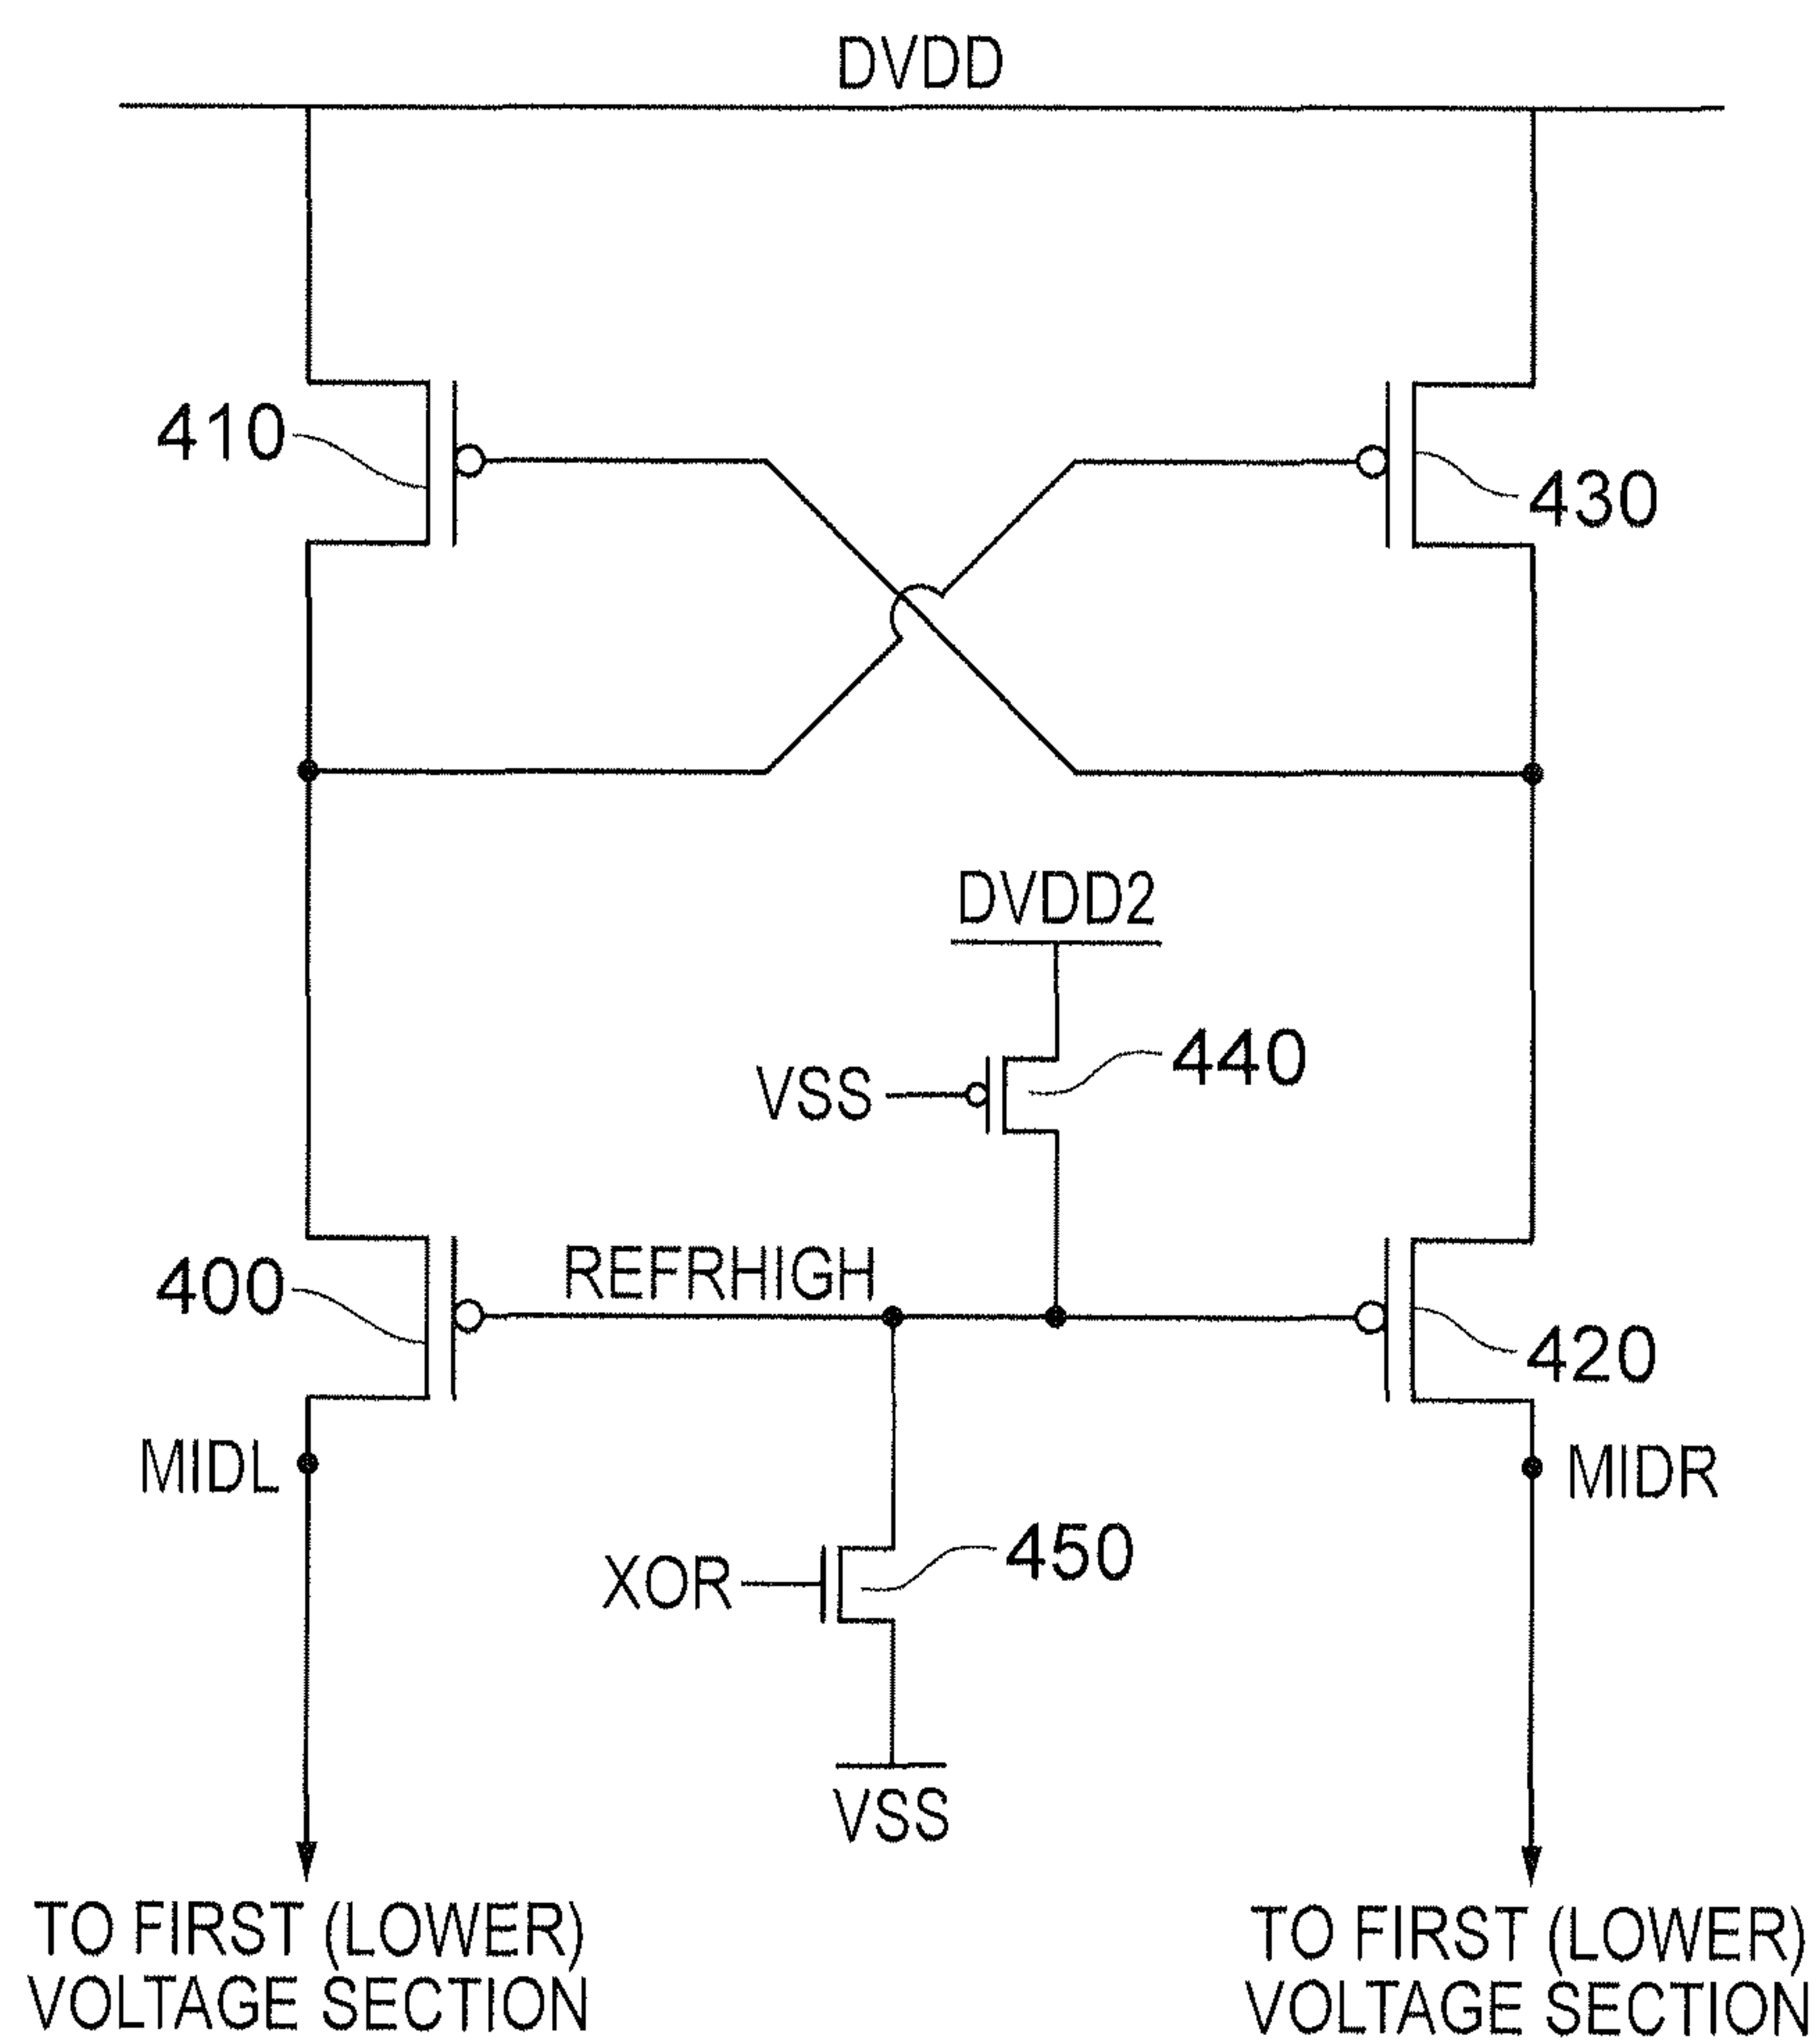 DVDD
410
430
DVDD2
VSS
440
400
REFRHIGH
420
MIDL
MIDR
XOR
450
VSS
TO FIRST (LOWER)
VOLTAGE SECTION
TO FIRST (LOWER)
VOLTAGE SECTION